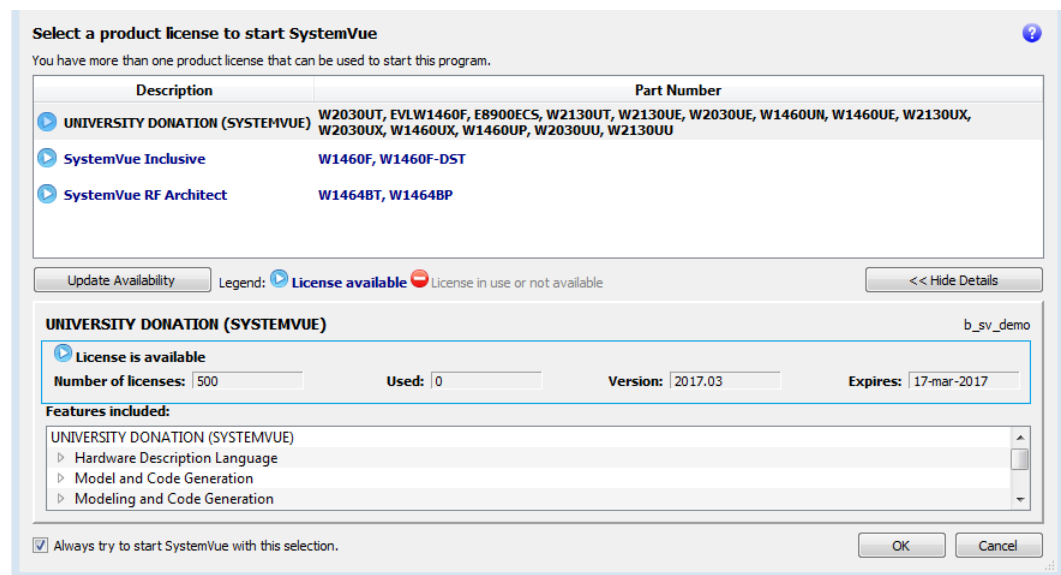 Select a product license to start SystemVue
You have more than one product license that can be used to start this program.
Description Part Number
UNIVERSITY DONATION (SYSTEMVUE) W2030UT, EVLW1460F, E8900ECS, W2130UT, W2130UE, W2030UE, W1460UN, W1460UE, W2130UX,
W2030UX, W1460UX, W1460UP, W2030UU, W2130UU
SystemVue Inclusive W1460F, W1460F-DST
SystemVue RF Architect W1464BT, W1464BP
Update Availability Legend: License available License in use or not available << Hide Details
UNIVERSITY DONATION (SYSTEMVUE) b_sv_demo
License is available
Number of licenses: 500 Used: 0 Version: 2017.03 Expires: 17-mar-2017
Features included:
UNIVERSITY DONATION (SYSTEMVUE)
Hardware Description Language
Model and Code Generation
Modeling and Code Generation
Always try to start SystemVue with this selection. OK Cancel